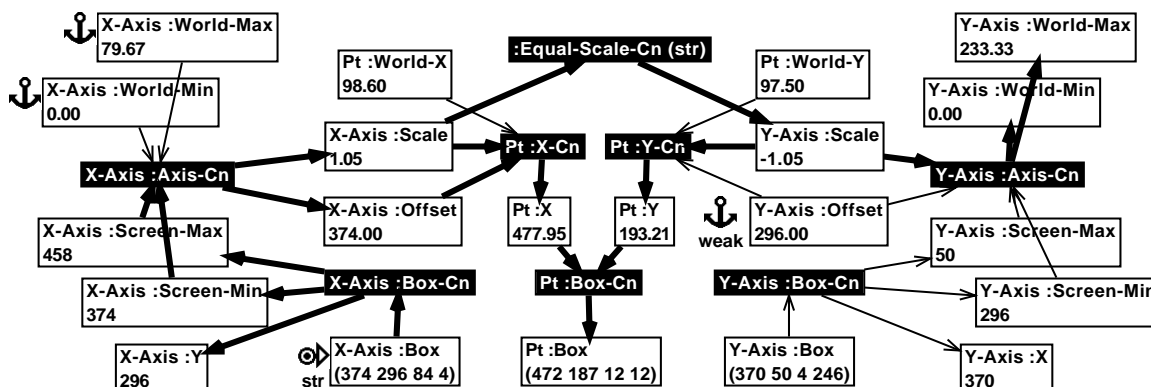 X-Axis :World-Max
79.67
:Equal-Scale-Cn (str)
Y-Axis :World-Max
233.33
Pt :World-X
98.60
Pt :World-Y
97.50
X-Axis :World-Min
0.00
Y-Axis :World-Min
0.00
X-Axis :Scale
1.05
Pt :X-Cn
Pt :Y-Cn
Y-Axis :Scale
-1.05
X-Axis :Axis-Cn
Y-Axis :Axis-Cn
X-Axis :Offset
374.00
Pt :X
477.95
Pt :Y
193.21
weak
Y-Axis :Offset
296.00
X-Axis :Screen-Max
458
Y-Axis :Screen-Max
50
X-Axis :Screen-Min
374
X-Axis :Box-Cn
Pt :Box-Cn
Y-Axis :Box-Cn
Y-Axis :Screen-Min
296
X-Axis :Y
296
str
X-Axis :Box
(374 296 84 4)
Pt :Box
(472 187 12 12)
Y-Axis :Box
(370 50 4 246)
Y-Axis :X
370